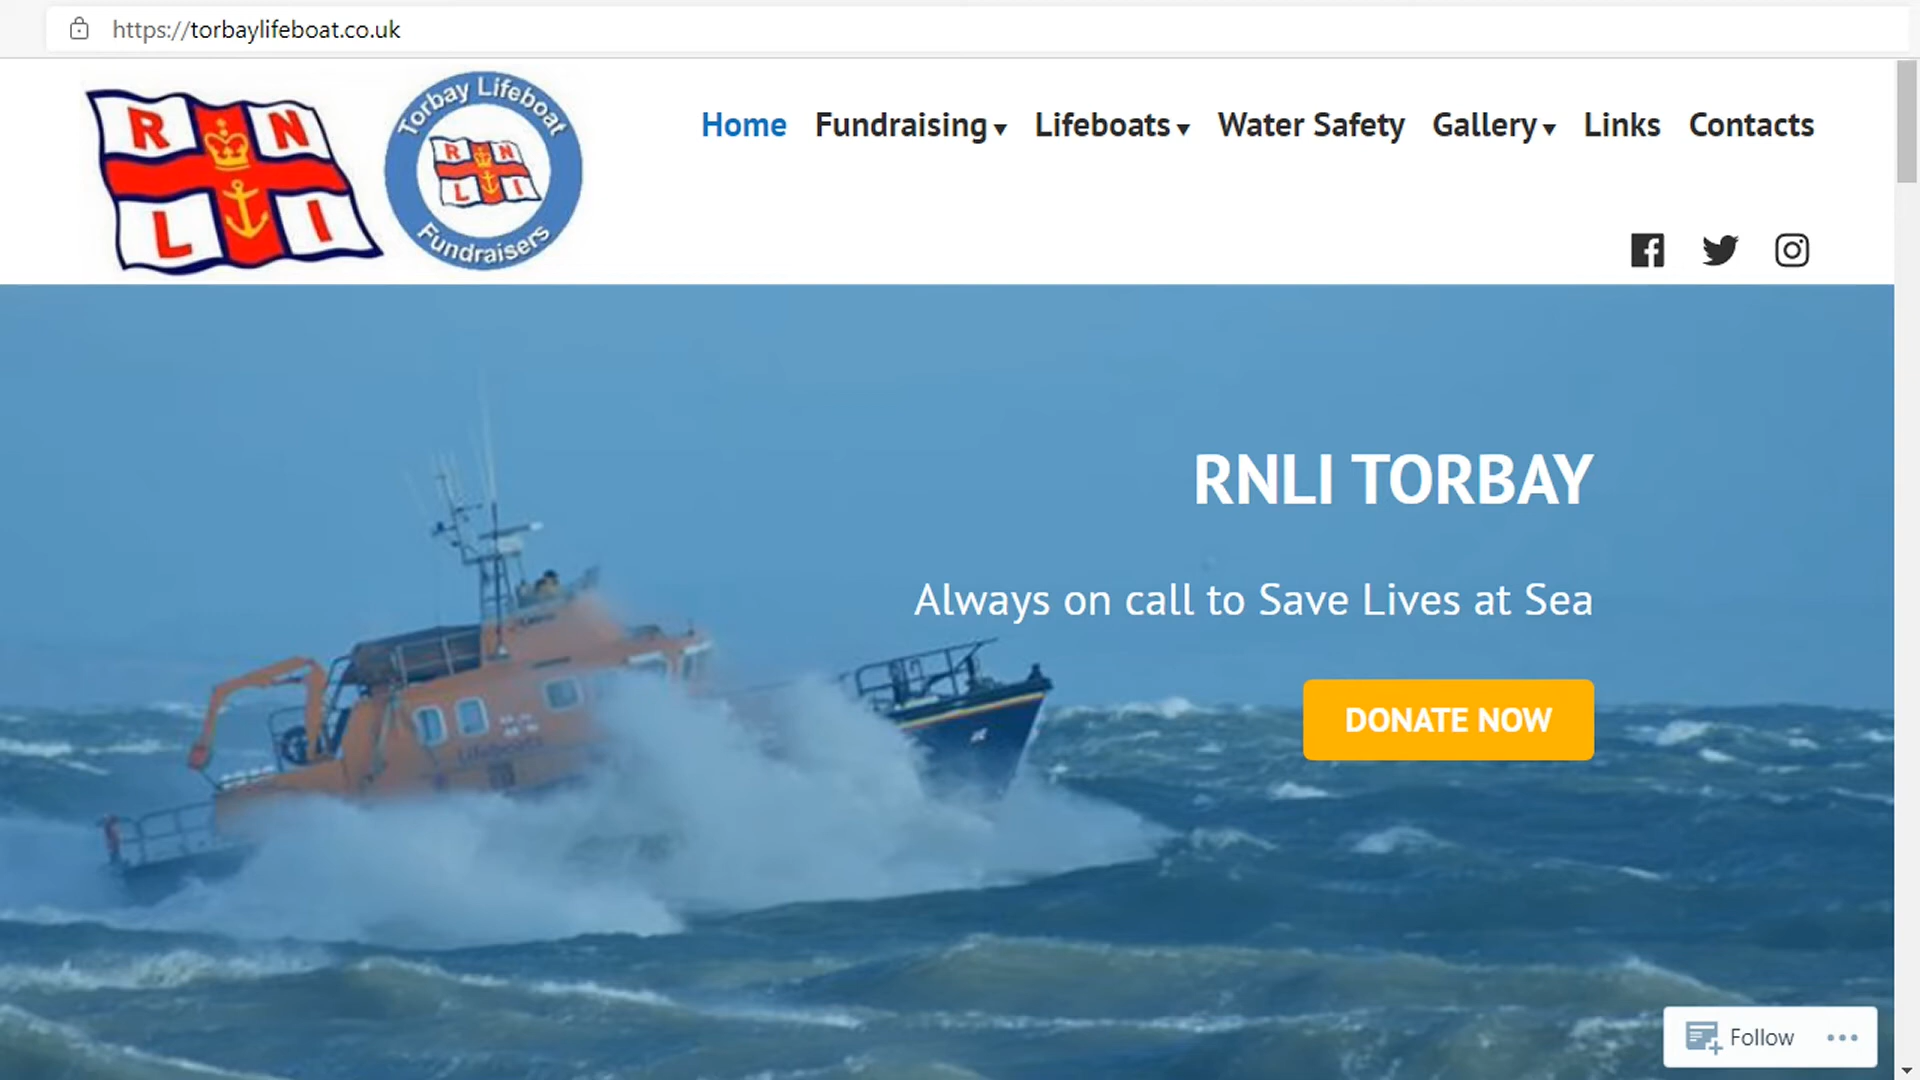 https://torbaylifeboat.co.uk
R N
L I
Torbay Lifeboat
R N
L I
Fundraisers
Home Fundraising Lifeboats Water Safety Gallery Links Contacts
RNLI TORBAY
Always on call to Save Lives at Sea
DONATE NOW
Lifeboats
Follow